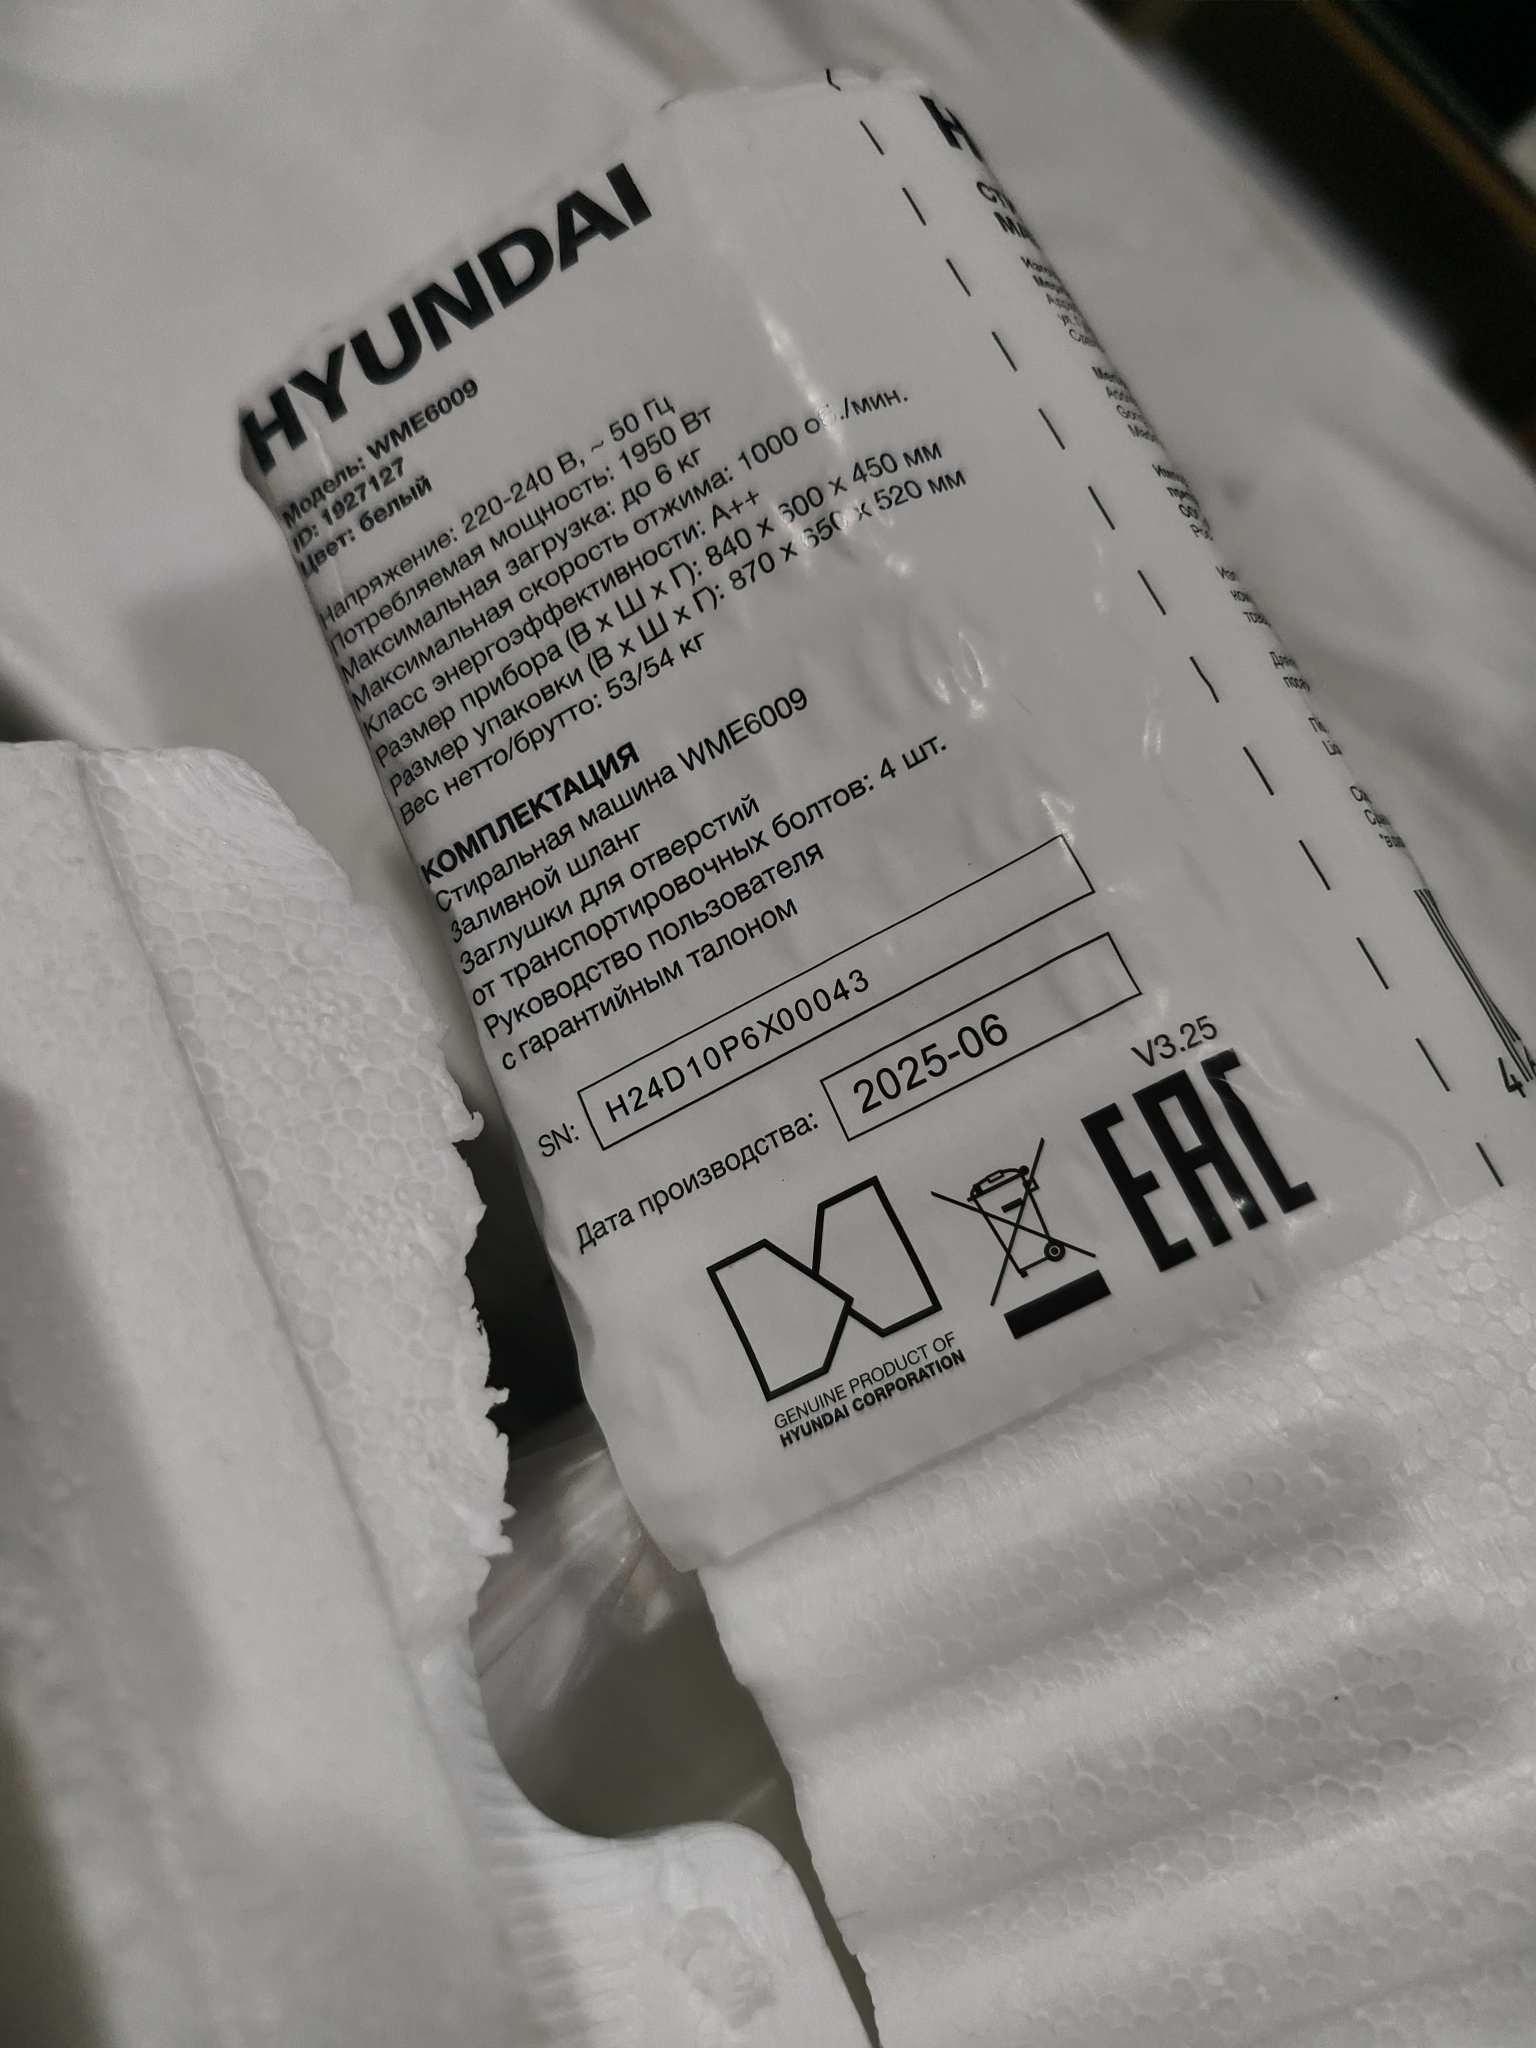 HYUNDAI
Модель: WME6009
ID: 1927127
Цвет: белый
Напряжение: 220-240 В, ~ 50 Гц
Потребляемая мощность: 1950 Вт
Максимальная загрузка: до 6 кг
Максимальная скорость отжима: 1000 об./мин.
Класс энергоэффективности: A++
Размер прибора (В х Ш х Г): 840 х 600 х 450 мм
Размер упаковки (В х Ш х Г): 870 х 650 х 520 мм
Вес нетто/брутто: 53/54 кг
КОМПЛЕКТАЦИЯ
Стиральная машина WME6009
Заливной шланг
Заглушки для отверстий
от транспортировочных болтов: 4 шт.
Руководство пользователя
с гарантийным талоном
SN: H24D10P6X00043
Дата производства: 2025-06
V3.25
EAC
GENUINE PRODUCT OF
HYUNDAI CORPORATION